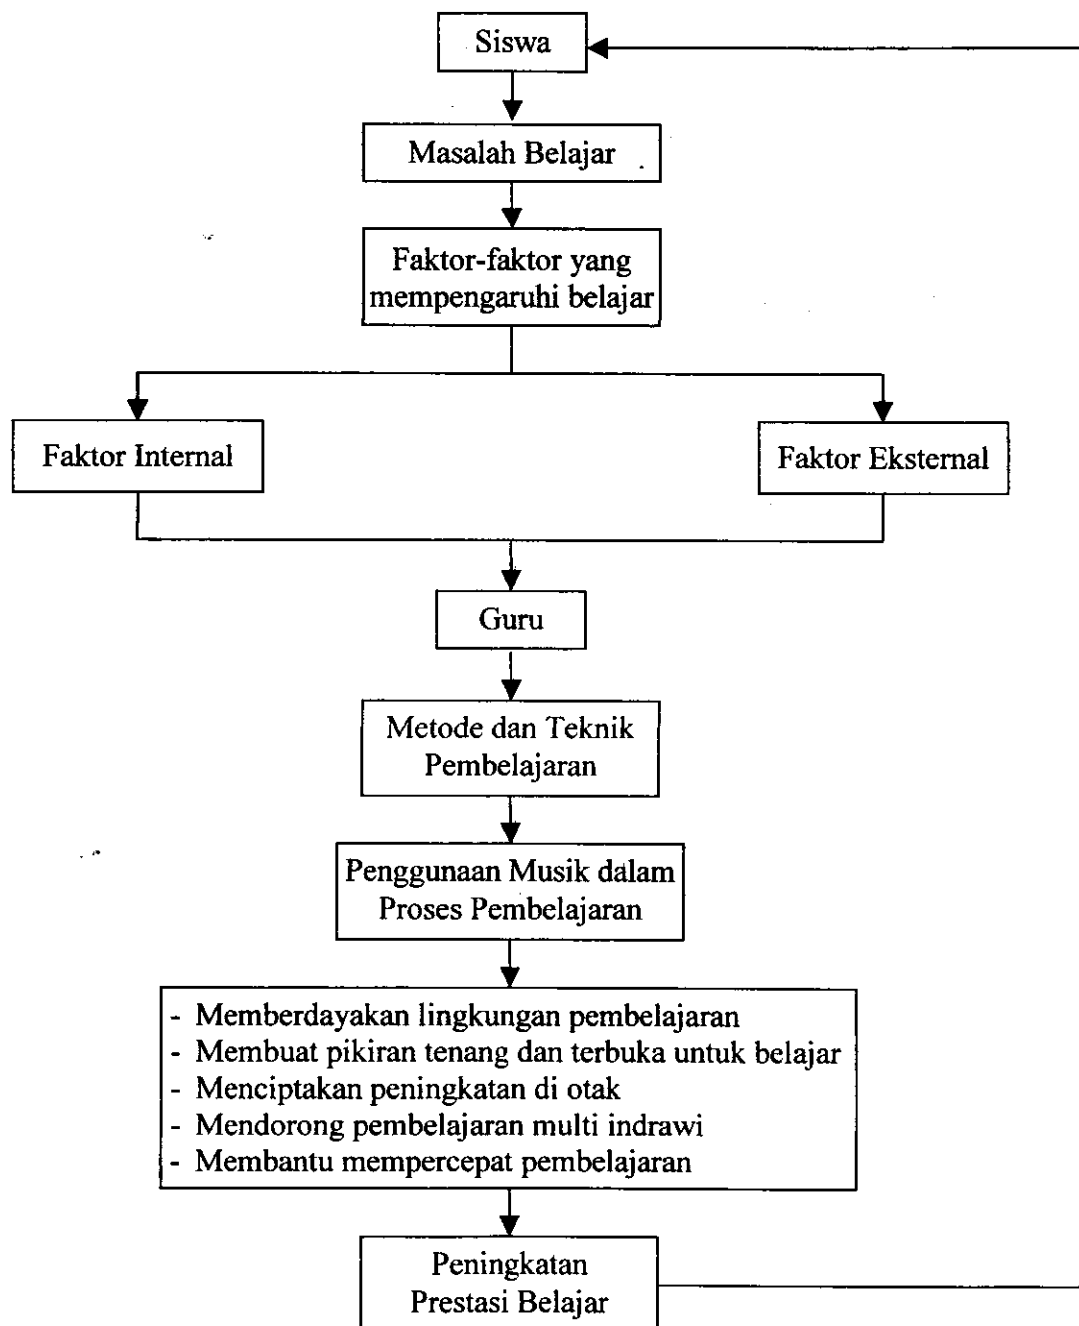 Siswa
Masalah Belajar
Faktor-faktor yang
mempengaruhi belajar
Faktor Internal
Faktor Eksternal
Guru
Metode dan Teknik
Pembelajaran
Penggunaan Musik dalam
Proses Pembelajaran
- Memberdayakan lingkungan pembelajaran
- Membuat pikiran tenang dan terbuka untuk belajar
- Menciptakan peningkatan di otak
- Mendorong pembelajaran multi indrawi
- Membantu mempercepat pembelajaran
Peningkatan
Prestasi Belajar